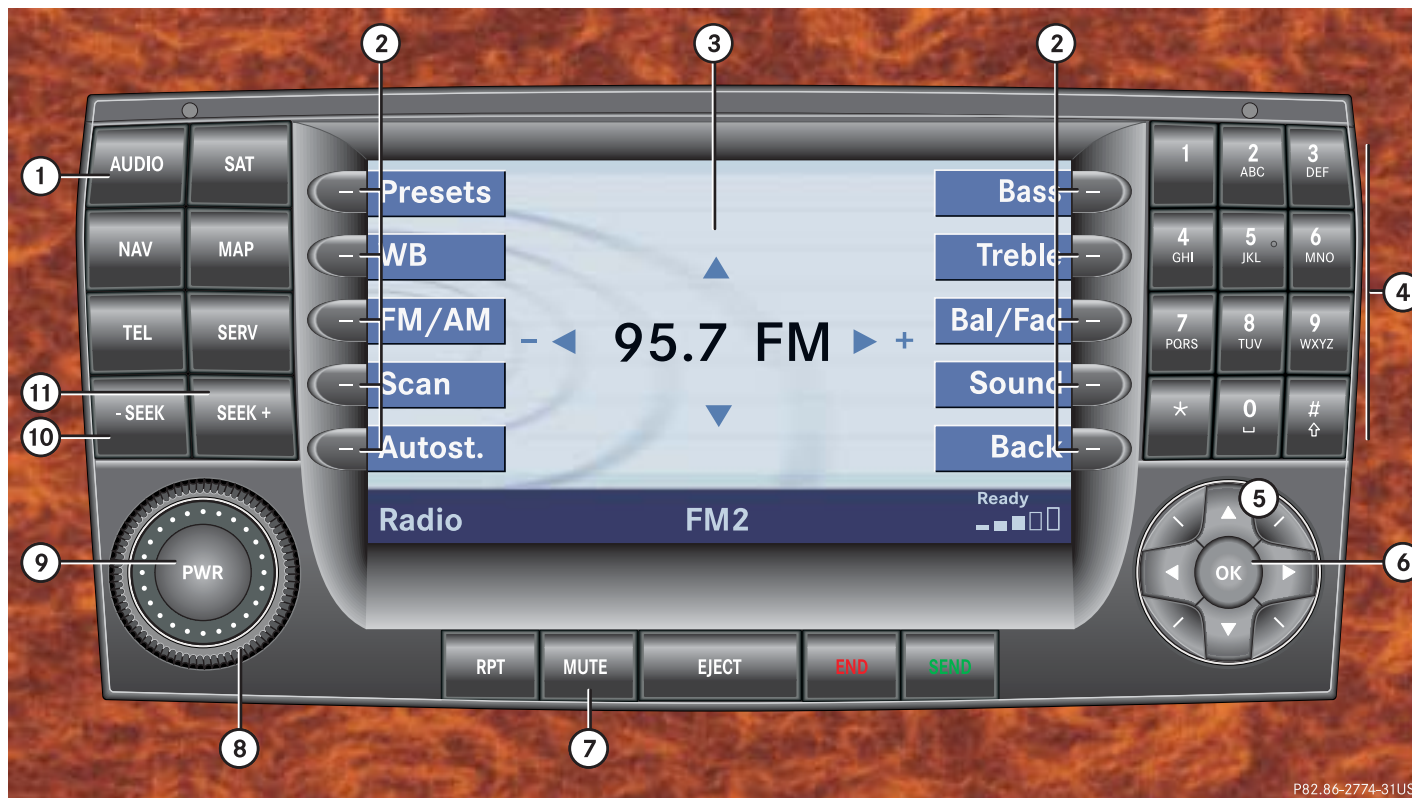 2 3 2
1 AUDIO SAT
NAV MAP
TEL SERV
11
- SEEK SEEK +
10
Presets
WB
FM/AM
Scan
Autost.
- 95.7 FM +
Bass
Treble
Bal/Fad
Sound
Back
Radio FM2 Ready
1 2 ABC 3 DEF
4 GHI 5 JKL 6 MNO
4
7 PQRS 8 TUV 9 WXYZ
* 0 #
9 PWR
5
OK 6
RPT MUTE EJECT END SEND
8 7
P82.86-2774-31US